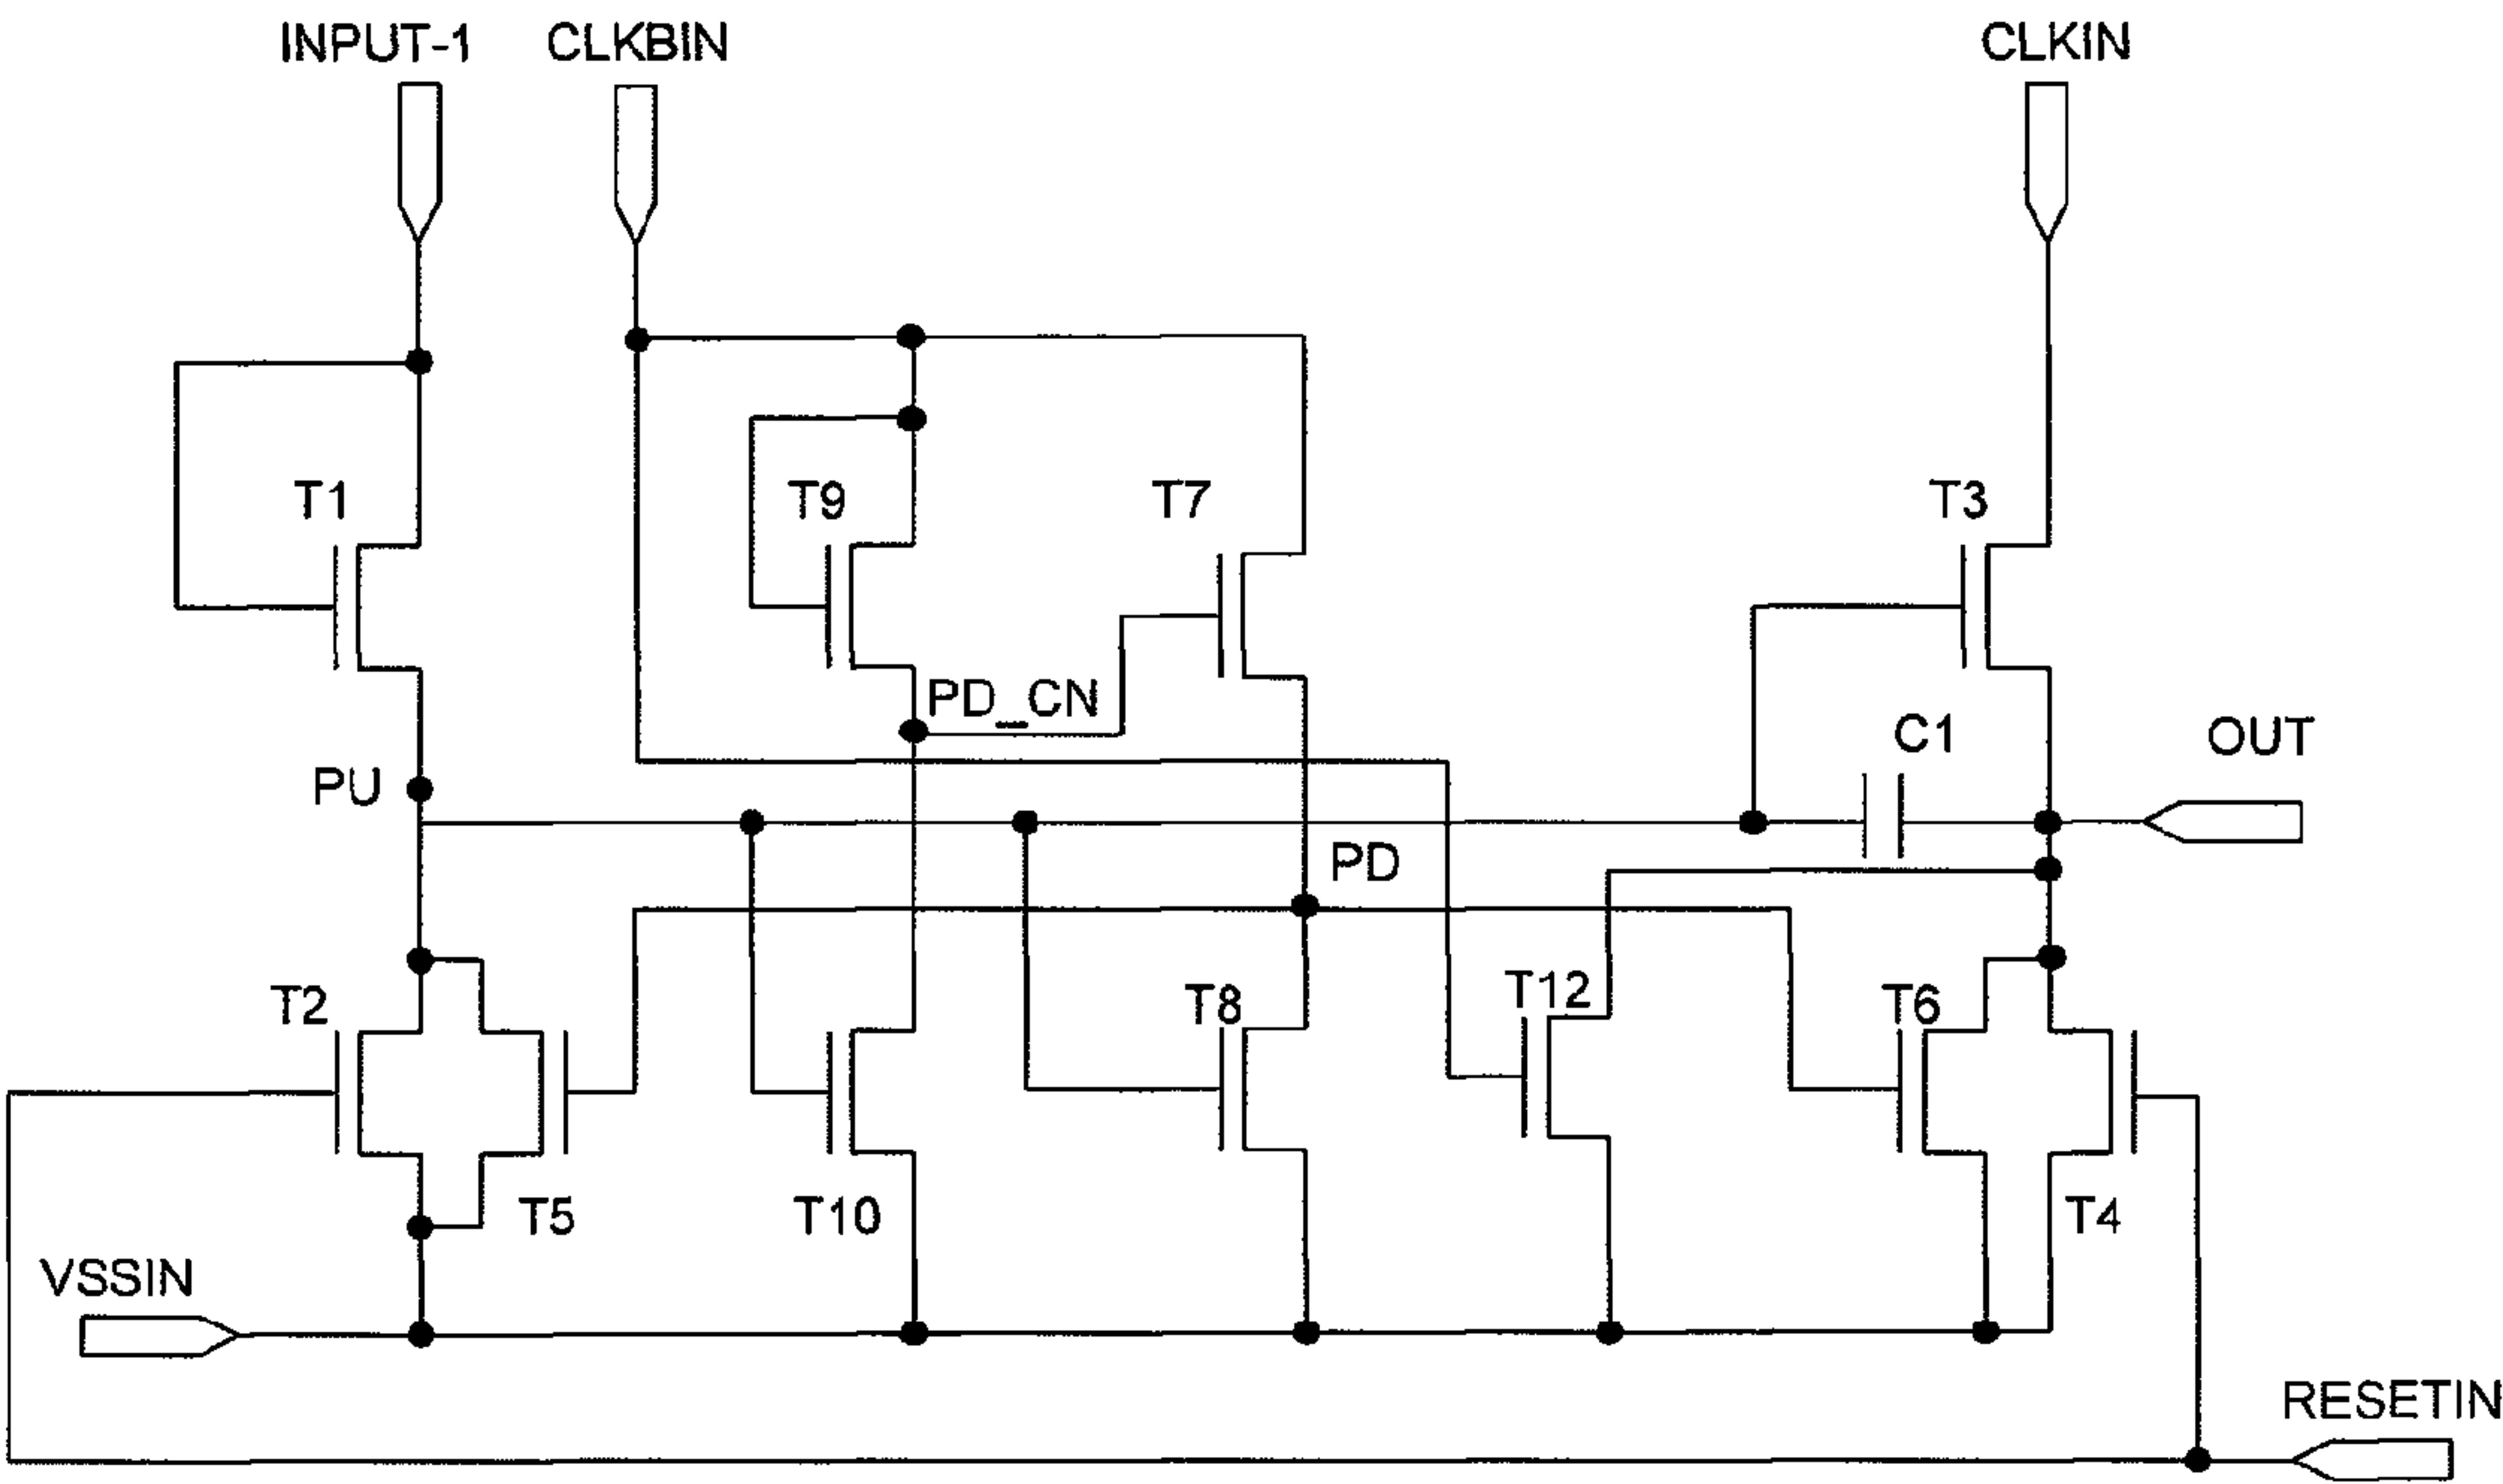 INPUT-1
CLKBIN
CLKIN
T1
T9
T7
T3
PD_CN
C1
OUT
PU
PD
T2
T8
T12
T6
T5
T10
T4
VSSIN
RESETIN